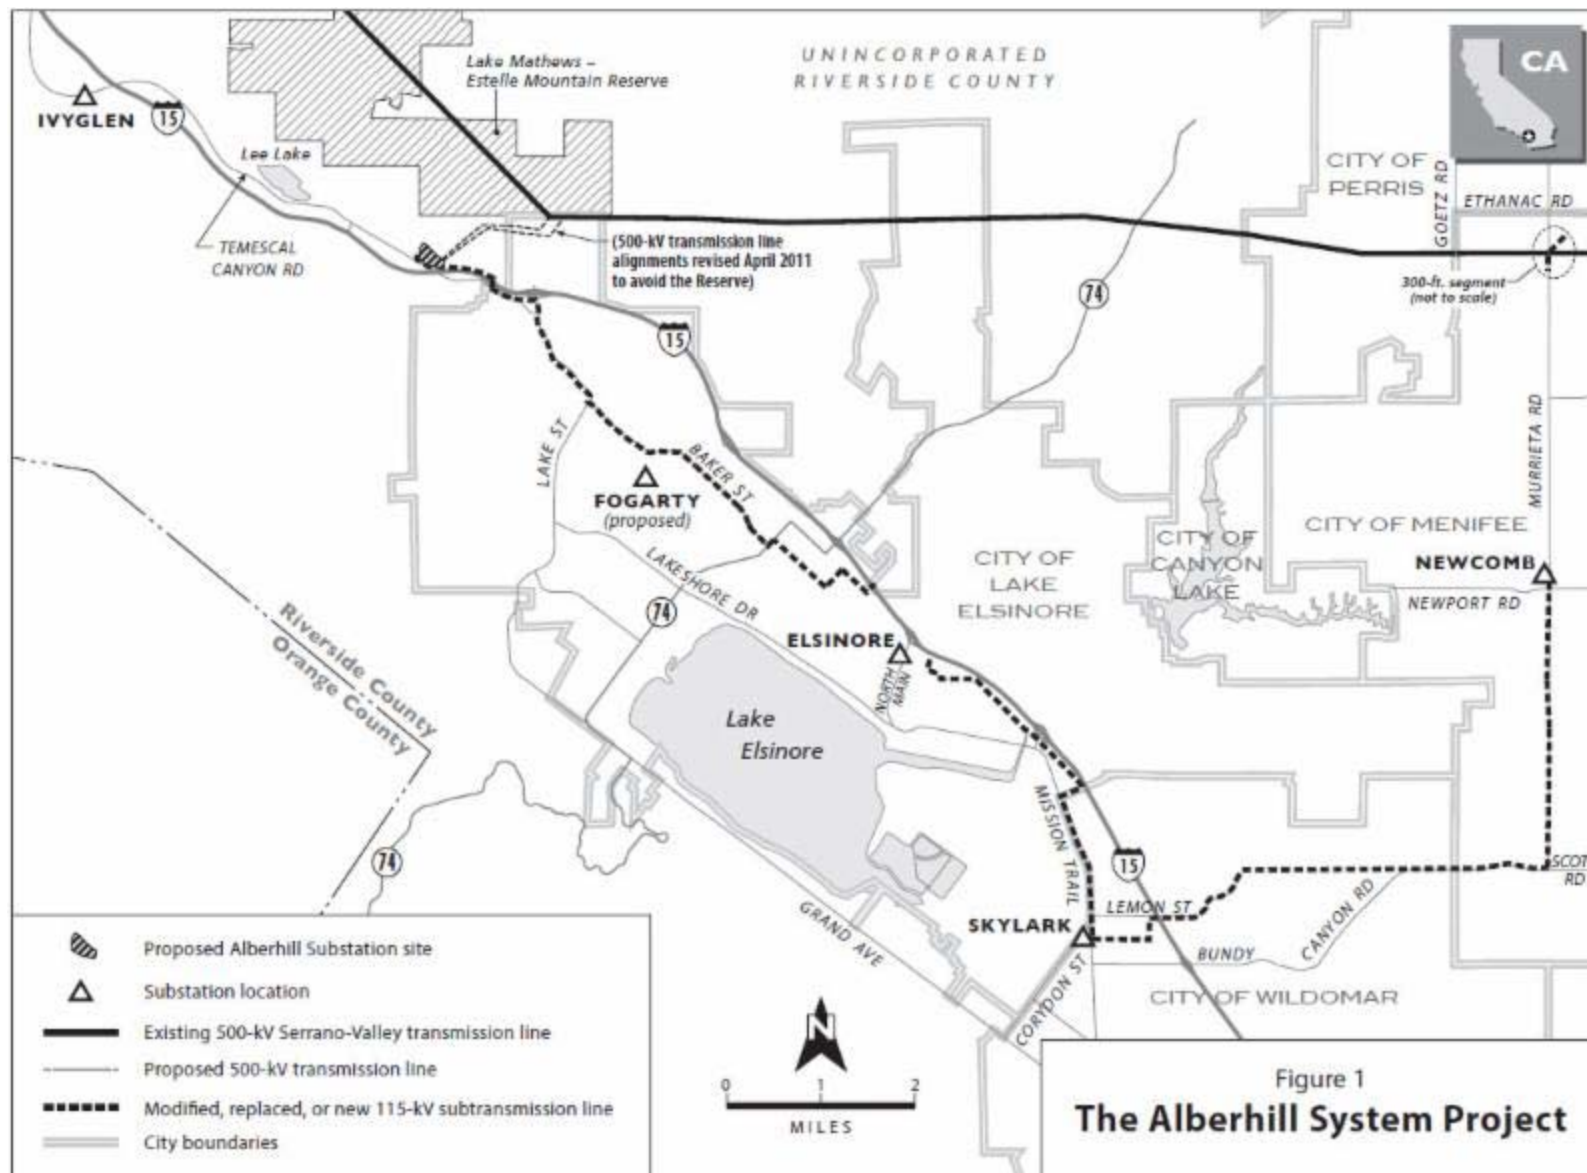 UNINCORPORATED
RIVERSIDE COUNTY
CA
Lake Mathews –
Estelle Mountain Reserve
IVYGLEN
15
Lee Lake
TEMESCAL
CANYON RD
(500-kV transmission line
alignments revised April 2011
to avoid the Reserve)
CITY OF
PERRIS
GOETZ RD
ETHANAC RD
300-ft. segment
(not to scale)
74
15
LAKE ST
BAKER ST
FOGARTY
(proposed)
MURRIETA RD
CITY OF MENIFEE
CITY OF
CANYON
LAKE
CITY OF
LAKE
ELSINORE
NEWCOMB
NEWPORT RD
LAKESHORE DR
74
Riverside County
Orange County
ELSINORE
NORTH
MAIN
Lake
Elsinore
MISSION TRAIL
74
15
SCOT
RD
LEMON ST
CANYON RD
SKYLARK
GRAND AVE
BUNDY
CORYDON ST
CITY OF WILDOMAR
Proposed Alberhill Substation site
Substation location
Existing 500-kV Serrano-Valley transmission line
Proposed 500-kV transmission line
Modified, replaced, or new 115-kV subtransmission line
City boundaries
N
0 1 2
MILES
Figure 1
The Alberhill System Project